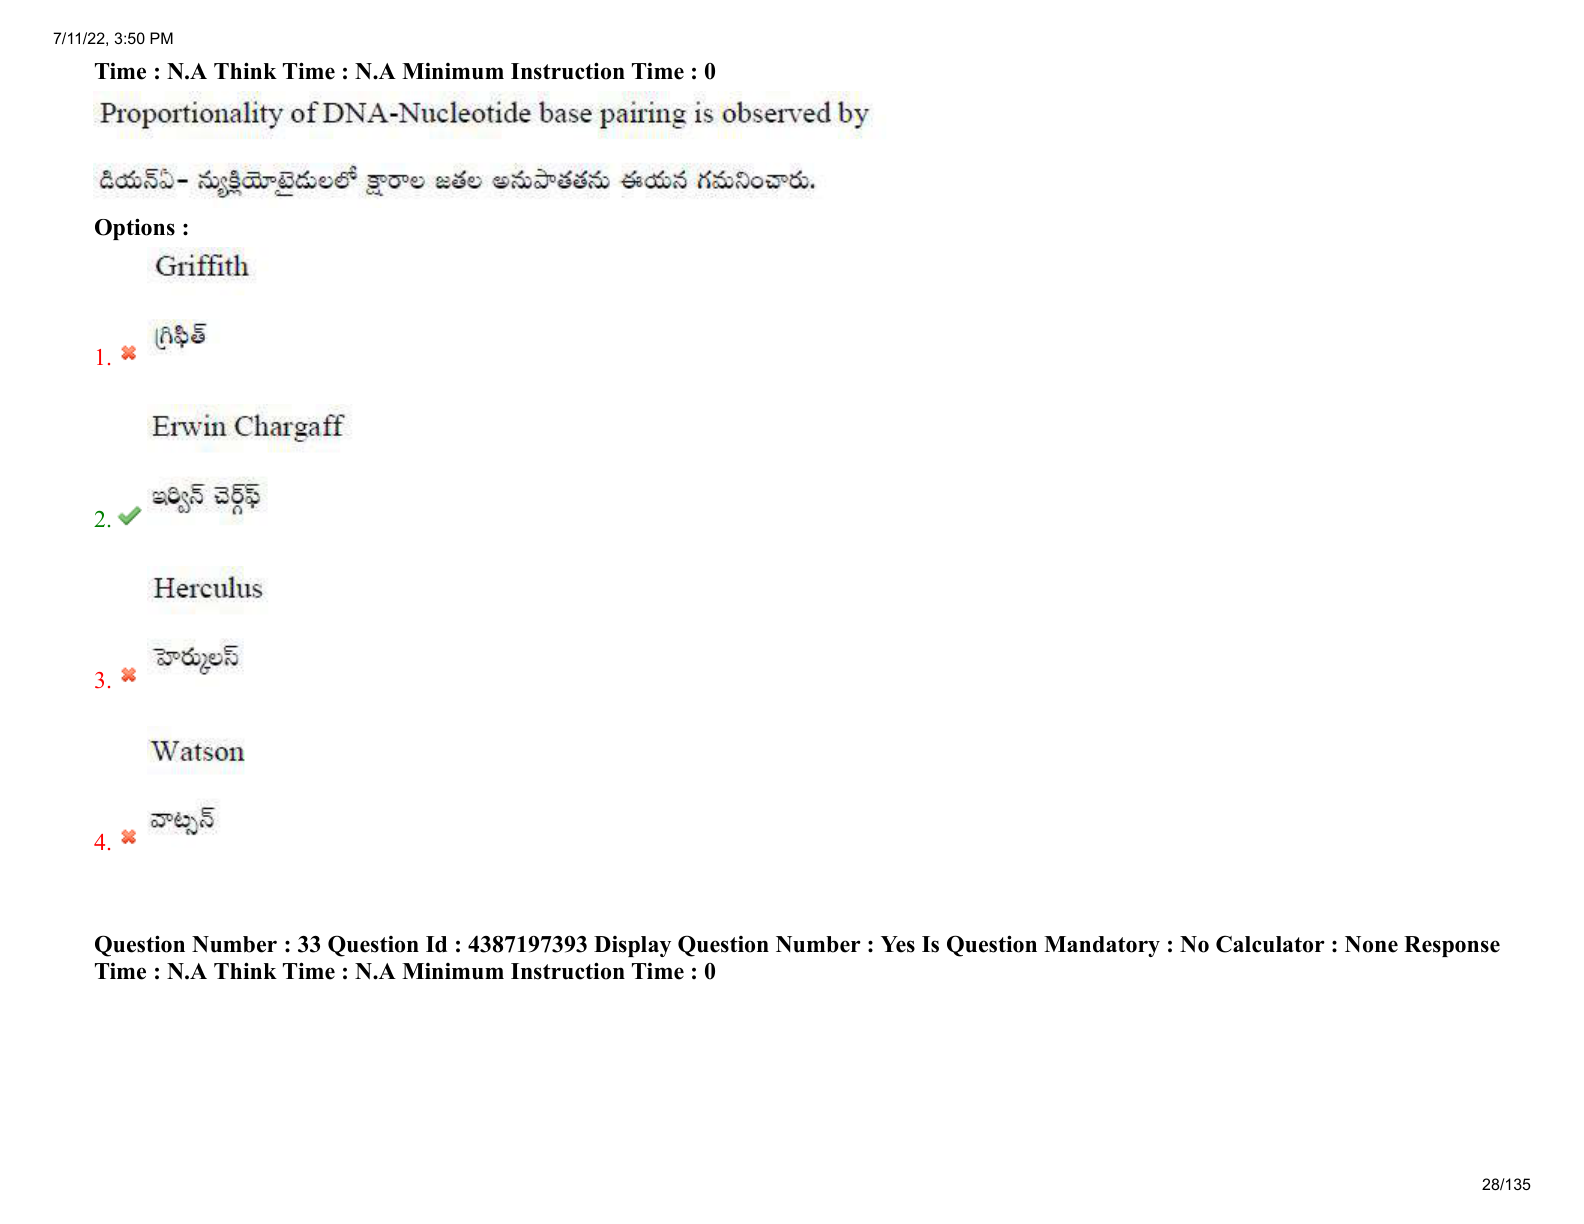 7/11/22, 3:50 PM
Time : N.A Think Time : N.A Minimum Instruction Time : 0
Proportionality of DNA-Nucleotide base pairing is observed by
డియన్ఏ- న్యుక్లియోటైడులలో క్షారాల జతల అనుపాతతను ఈయన గమనించారు.
Options :
Griffith
గ్రిఫిత్
1.
Erwin Chargaff
ఇర్విన్ చెర్గ్ఫ్
2.
Herculus
హెర్కులస్
3.
Watson
వాట్సన్
4.
Question Number : 33 Question Id : 4387197393 Display Question Number : Yes Is Question Mandatory : No Calculator : None Response
Time : N.A Think Time : N.A Minimum Instruction Time : 0
28/135